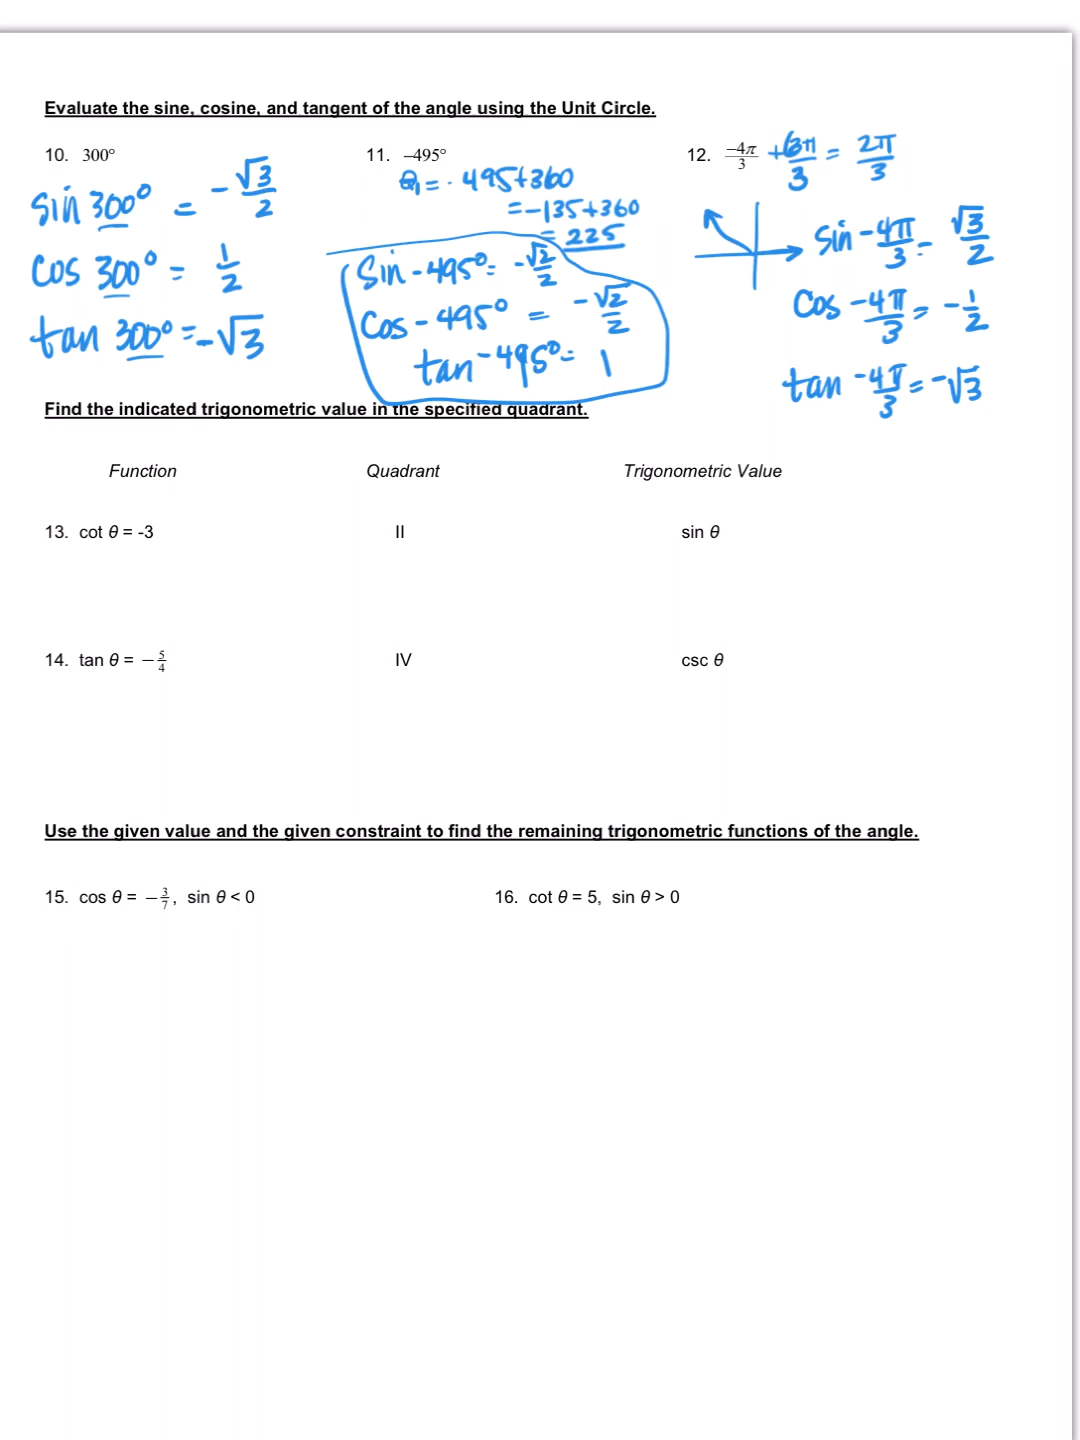 Evaluate the sine, cosine, and tangent of the angle using the Unit Circle.
10. 300°
sin 300° = -√3/2
cos 300° = 1/2
tan 300° = -√3
11. –495°
θ₁ = -495+360
= -135+360
= 225
Sin -495° = -√2/2
Cos -495° = -√2/2
tan -495° = 1
12. -4π/3 + 6π/3 = 2π/3
Sin -4π/3 = √3/2
Cos -4π/3 = -1/2
tan -4π/3 = -√3
Find the indicated trigonometric value in the specified quadrant.
Function Quadrant Trigonometric Value
13. cot θ = -3 II sin θ
14. tan θ = -5/4 IV csc θ
Use the given value and the given constraint to find the remaining trigonometric functions of the angle.
15. cos θ = -3/7, sin θ < 0 16. cot θ = 5, sin θ > 0